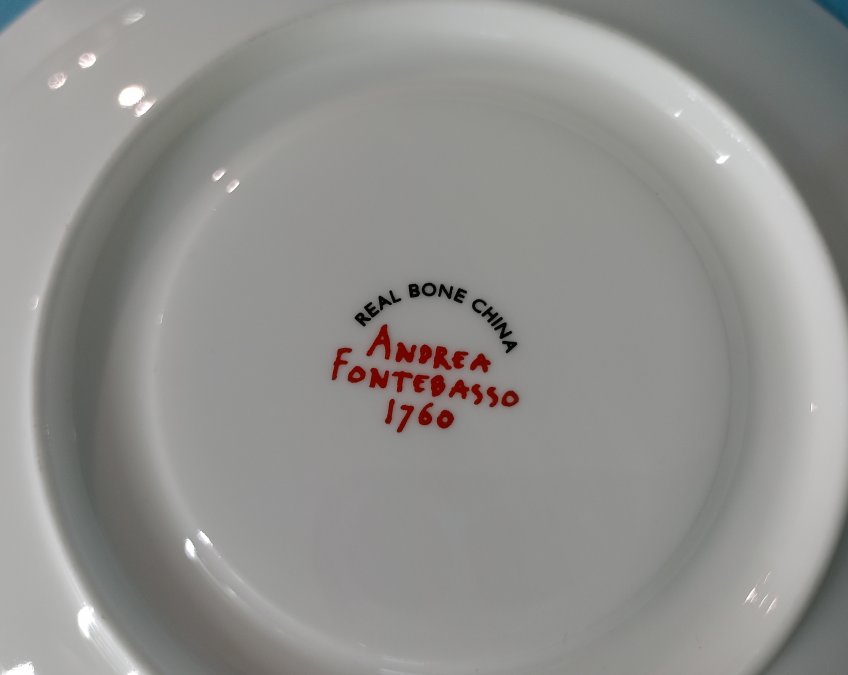 REAL BONE CHINA
ANDREA
FONTEBASSO
1760